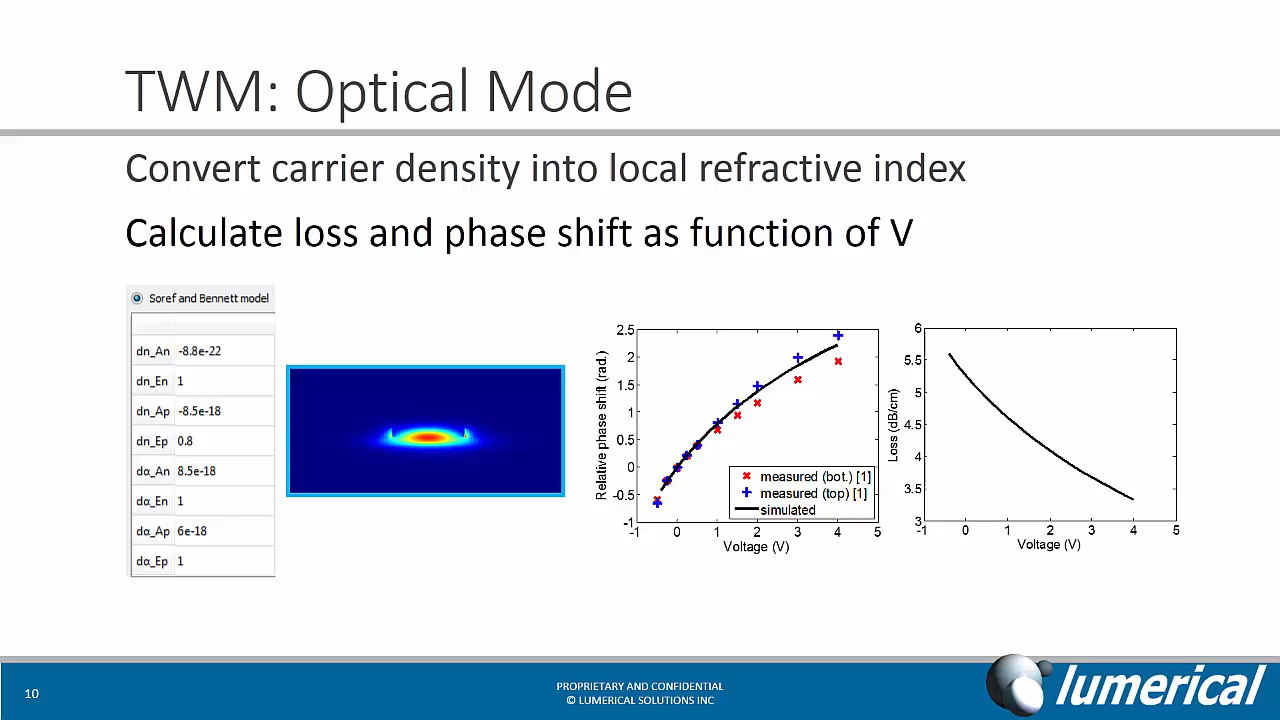 TWM: Optical Mode
Convert carrier density into local refractive index
Calculate loss and phase shift as function of V
Soref and Bennett model
dn_An -8.8e-22
dn_En 1
dn_Ap -8.5e-18
dn_Ep 0.8
dα_An 8.5e-18
dα_En 1
dα_Ap 6e-18
dα_Ep 1
2.5
2
1.5
1
0.5
0
-0.5
-1
Relative phase shift (rad.)
measured (bot.) [1]
measured (top) [1]
simulated
-1 0 1 2 3 4 5
Voltage (V)
6
5.5
5
4.5
4
3.5
3
Loss (dB/cm)
-1 0 1 2 3 4 5
Voltage (V)
10
PROPRIETARY AND CONFIDENTIAL
© LUMERICAL SOLUTIONS INC
lumerical